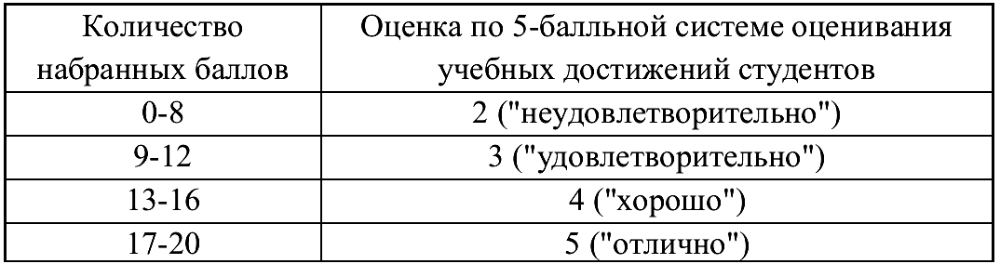 Количество
набранных баллов
Оценка по 5-балльной системе оценивания
учебных достижений студентов
0-8
2 ("неудовлетворительно")
9-12
3 ("удовлетворительно")
13-16
4 ("хорошо")
17-20
5 ("отлично")